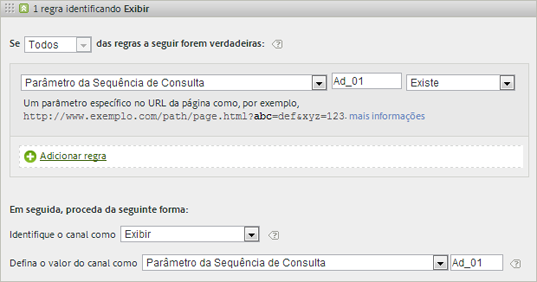 1 regra identificando Exibir
Se Todos das regras a seguir forem verdadeiras:
Parâmetro da Sequência de Consulta Ad_01 Existe
Um parâmetro específico no URL da página como, por exemplo,
http://www.exemplo.com/path/page.html?abc=def&xyz=123. mais informações
Adicionar regra
Em seguida, proceda da seguinte forma:
Identifique o canal como Exibir
Defina o valor do canal como Parâmetro da Sequência de Consulta Ad_01